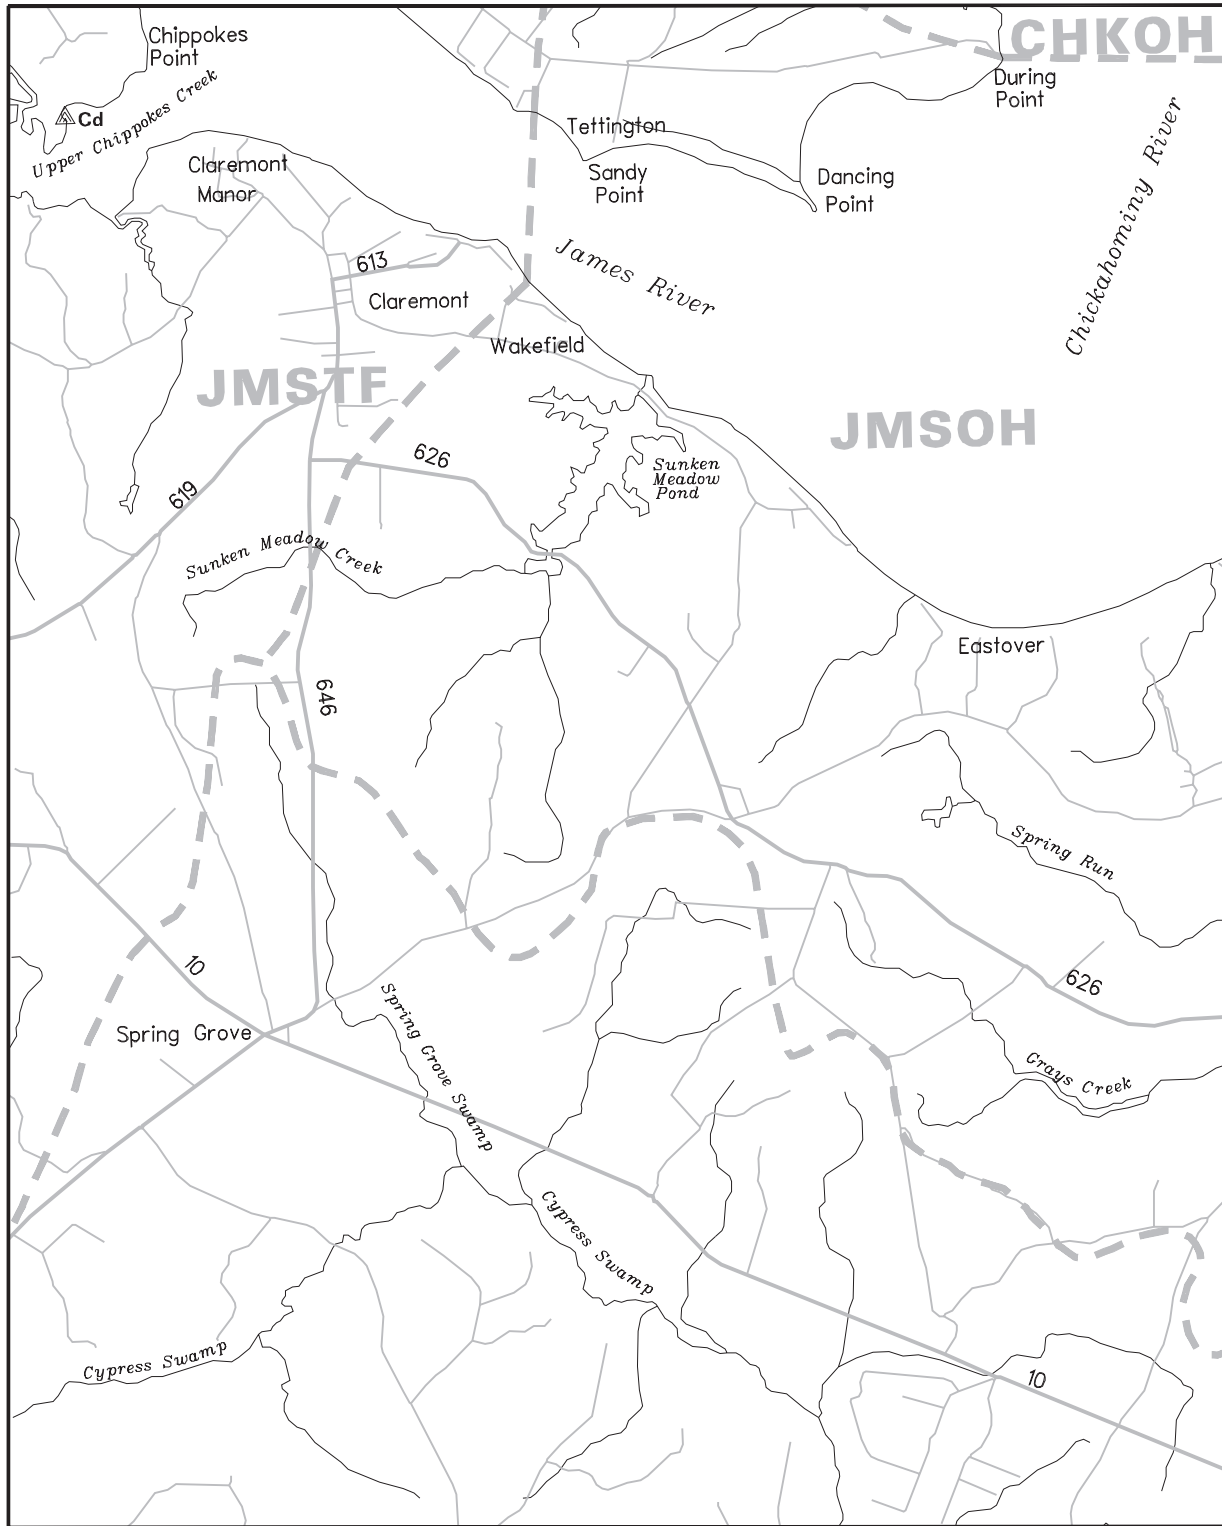 Chippokes
Point
CHKOH
During
Point
Cd
Upper Chippokes Creek
Tettington
Claremont
Manor
Sandy
Point
Dancing
Point
Chickahominy River
James River
613
Claremont
Wakefield
JMSTF
JMSOH
626
Sunken
Meadow
Pond
619
Sunken Meadow Creek
Eastover
646
Spring Run
10
626
Spring Grove
Spring Grove Swamp
Grays Creek
Cypress Swamp
Cypress Swamp
10